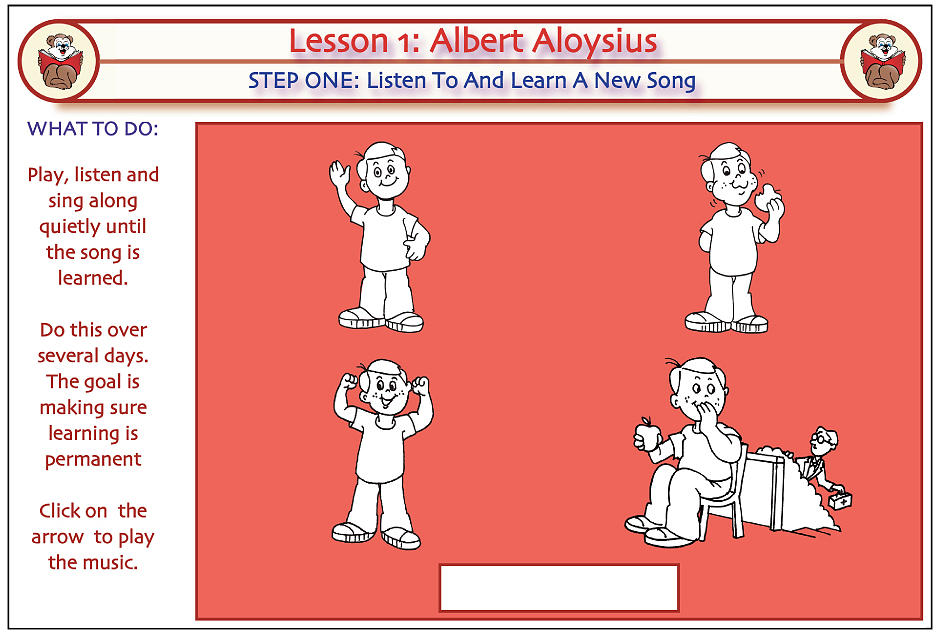 Lesson 1: Albert Aloysius
STEP ONE: Listen To And Learn A New Song
WHAT TO DO:
Play, listen and
sing along
quietly until
the song is
learned.
Do this over
several days.
The goal is
making sure
learning is
permanent
Click on the
arrow to play
the music.